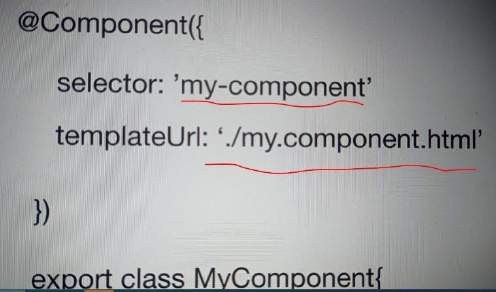 @Component({
selector: ’my-component’
templateUrl: ‘./my.component.html’
})
export class MyComponent{